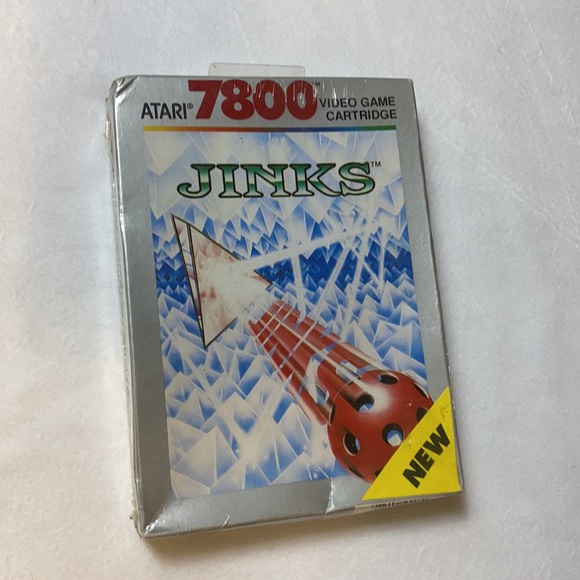 ATARI® 7800™ VIDEO GAME
CARTRIDGE
JINKS™
NEW